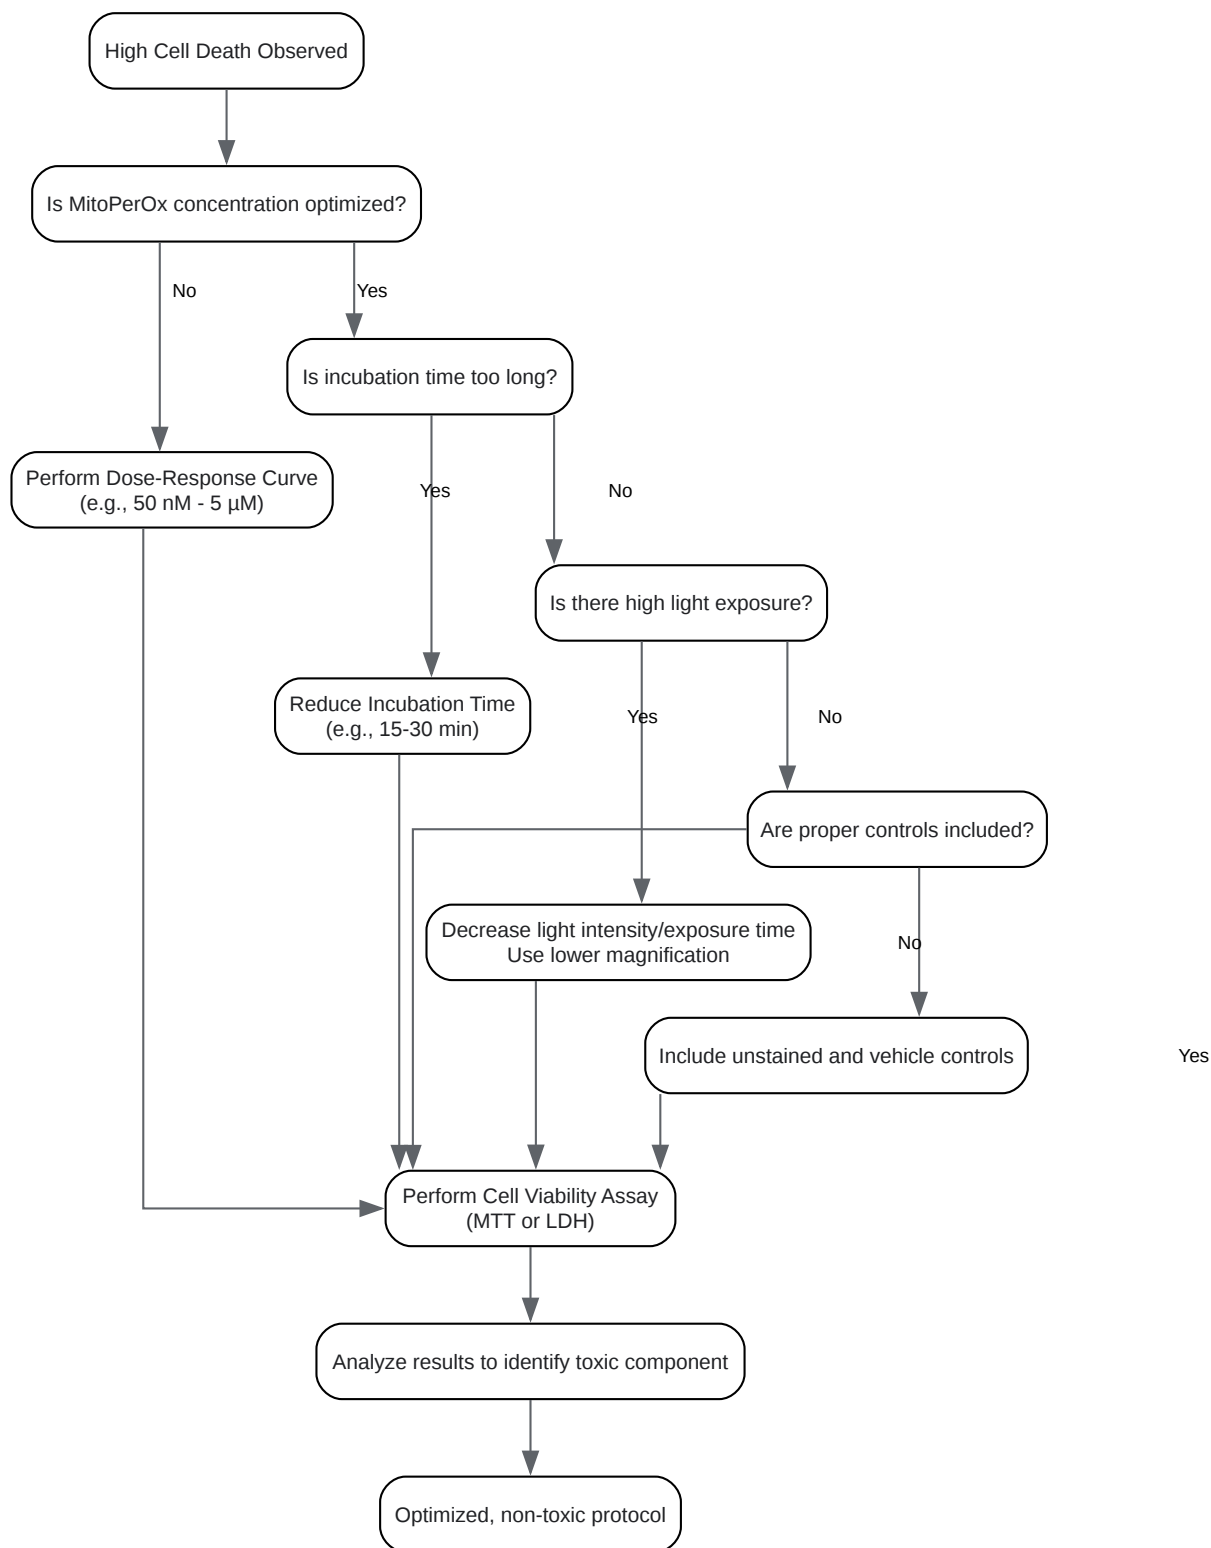 High Cell Death Observed
Is MitoPerOx concentration optimized?
No
Yes
Is incubation time too long?
Perform Dose-Response Curve
(e.g., 50 nM - 5 µM)
Yes
No
Is there high light exposure?
Reduce Incubation Time
(e.g., 15-30 min)
Yes
No
Are proper controls included?
Decrease light intensity/exposure time
Use lower magnification
No
Include unstained and vehicle controls
Yes
Perform Cell Viability Assay
(MTT or LDH)
Analyze results to identify toxic component
Optimized, non-toxic protocol